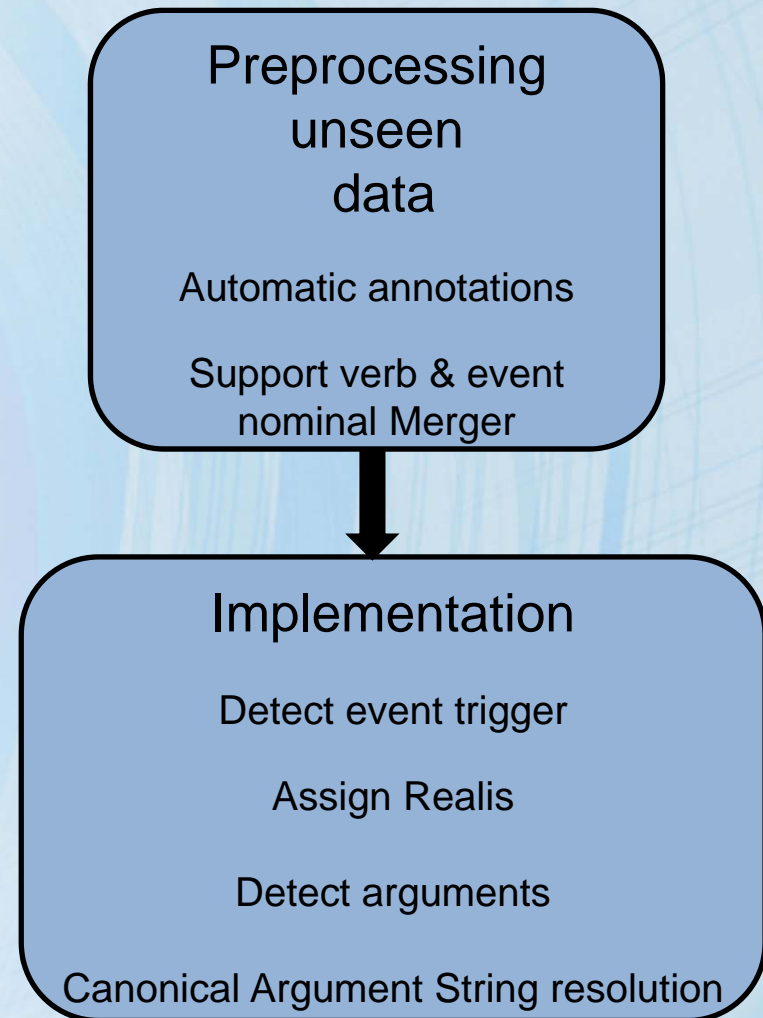 Preprocessing
unseen
data
Automatic annotations
Support verb & event
nominal Merger
Implementation
Detect event trigger
Assign Realis
Detect arguments
Canonical Argument String resolution